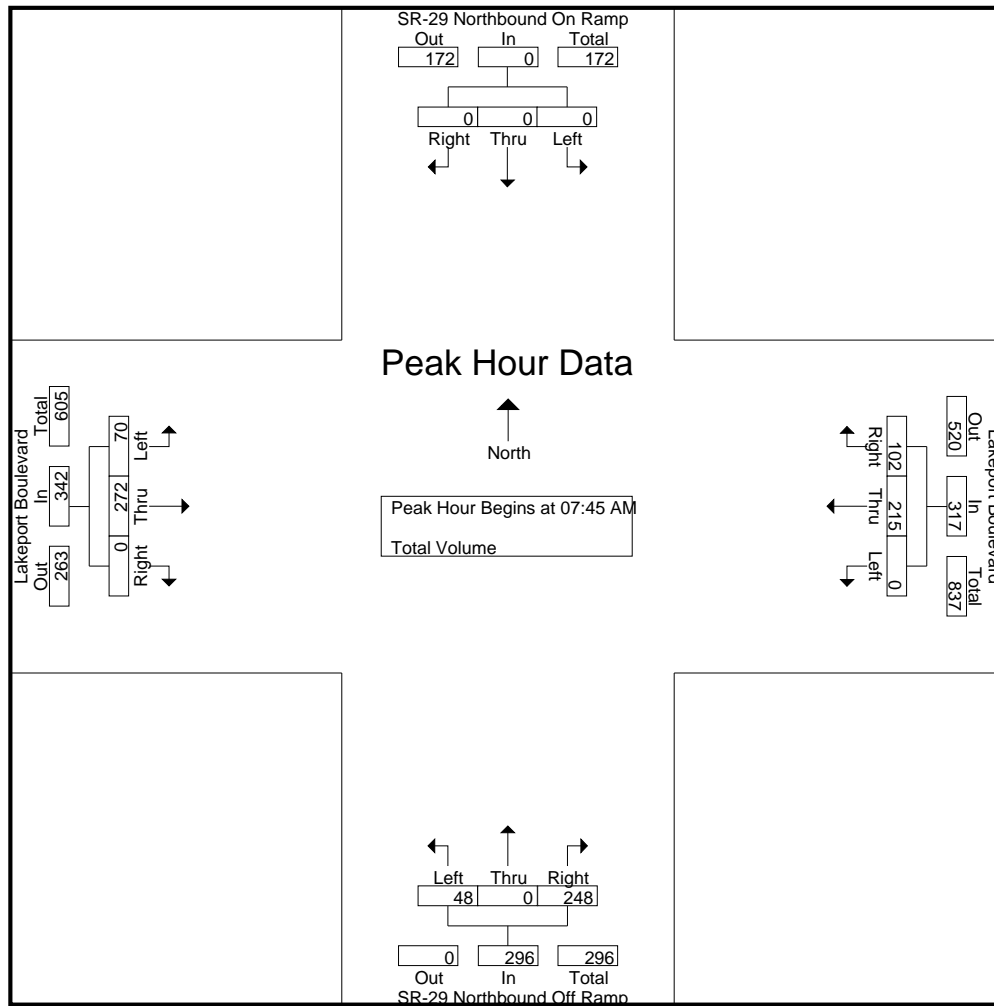 SR-29 Northbound On Ramp
Out In Total
172 0 172
0 0 0
Right Thru Left
Peak Hour Data
North
Peak Hour Begins at 07:45 AM
Total Volume
Lakeport Boulevard
Out In Total
263 342 605
Left Thru Right
70 272 0
Lakeport Boulevard
Out In Total
520 317 837
Right Thru Left
102 215 0
Left Thru Right
48 0 248
0 296 296
Out In Total
SR-29 Northbound Off Ramp